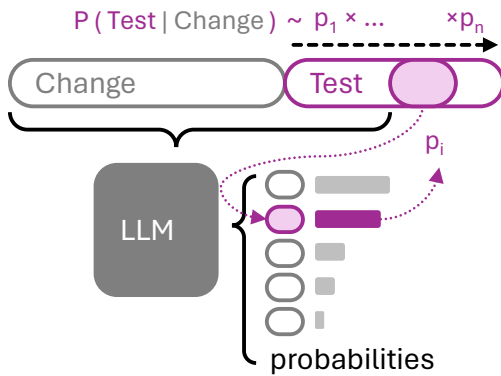 P ( Test | Change ) ~ p₁ × ... ×pₙ
Change Test
pᵢ
LLM
probabilities